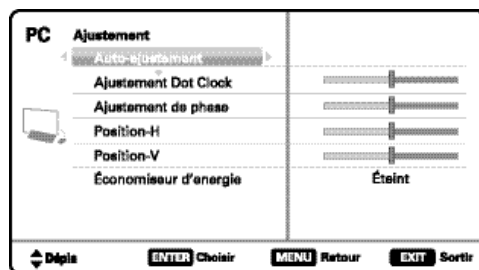 PC Ajustement
Auto-ajustement
Ajustement Dot Clock
Ajustement de phase
Position-H
Position-V
Économiseur d'energie Éteint
Dépla ENTER Choisir MENU Retour EXIT Sortir